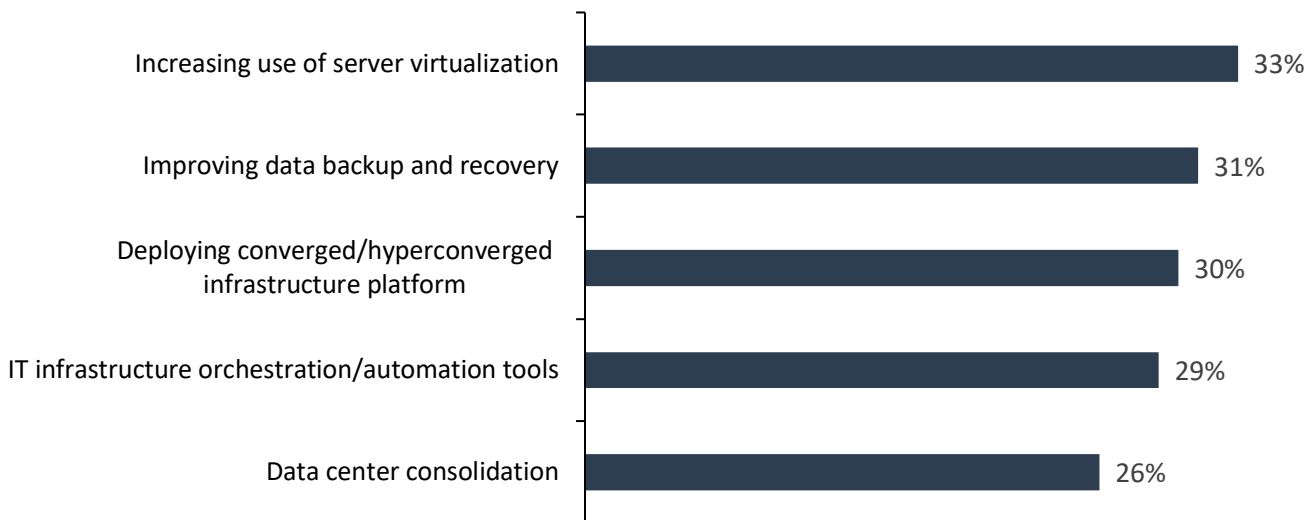 Increasing use of server virtualization 33%
Improving data backup and recovery 31%
Deploying converged/hyperconverged
infrastructure platform 30%
IT infrastructure orchestration/automation tools 29%
Data center consolidation 26%